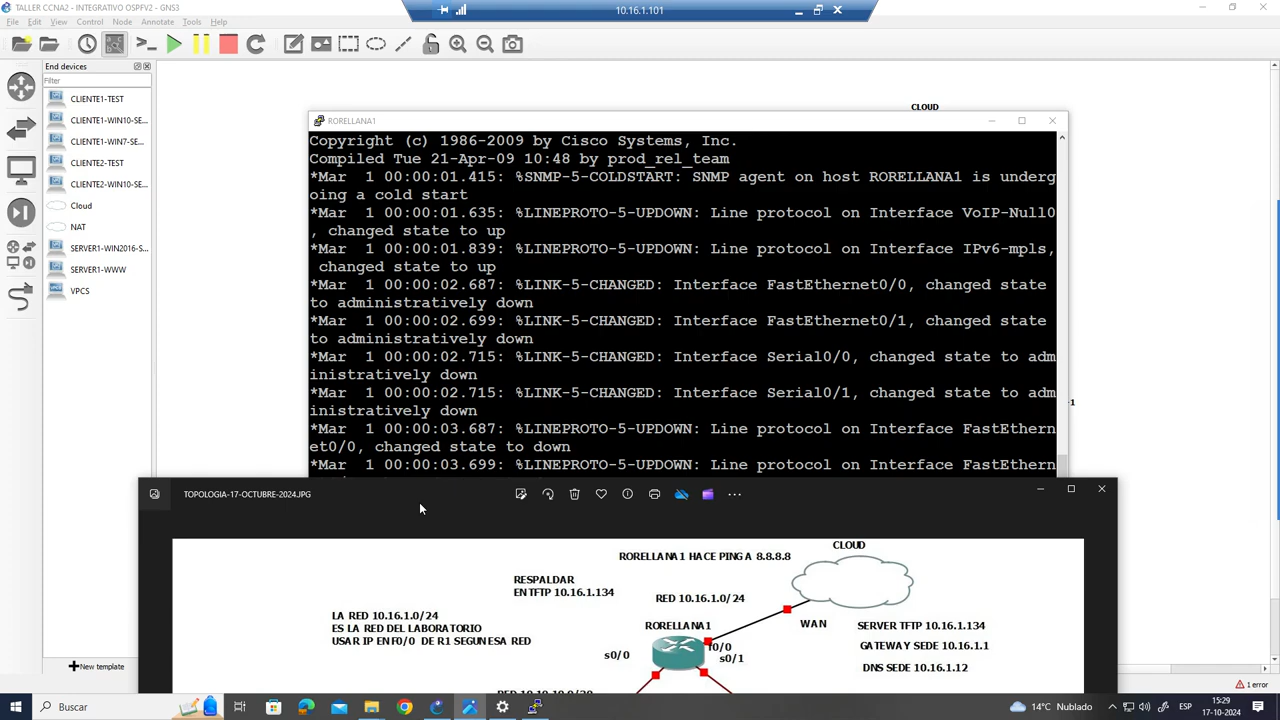 TALLER CCNA2 - INTEGRATIVO OSPFV2 - GNS3
10.16.1.101
File Edit View Control Node Annotate Tools Help
End devices
Filter
CLIENTE1-TEST
CLIENTE1-WIN10-SE...
CLIENTE1-WIN7-SE...
CLIENTE2-TEST
CLIENTE2-WIN10-SE...
Cloud
NAT
SERVER1-WIN2016-S...
SERVER1-WWW
VPCS
New template
CLOUD
-1
RORELLANA1
Copyright (c) 1986-2009 by Cisco Systems, Inc.
Compiled Tue 21-Apr-09 10:48 by prod_rel_team
*Mar  1 00:00:01.415: %SNMP-5-COLDSTART: SNMP agent on host RORELLANA1 is underg
oing a cold start
*Mar  1 00:00:01.635: %LINEPROTO-5-UPDOWN: Line protocol on Interface VoIP-Null0
, changed state to up
*Mar  1 00:00:01.839: %LINEPROTO-5-UPDOWN: Line protocol on Interface IPv6-mpls,
 changed state to up
*Mar  1 00:00:02.687: %LINK-5-CHANGED: Interface FastEthernet0/0, changed state
to administratively down
*Mar  1 00:00:02.699: %LINK-5-CHANGED: Interface FastEthernet0/1, changed state
to administratively down
*Mar  1 00:00:02.715: %LINK-5-CHANGED: Interface Serial0/0, changed state to adm
inistratively down
*Mar  1 00:00:02.715: %LINK-5-CHANGED: Interface Serial0/1, changed state to adm
inistratively down
*Mar  1 00:00:03.687: %LINEPROTO-5-UPDOWN: Line protocol on Interface FastEthern
et0/0, changed state to down
*Mar  1 00:00:03.699: %LINEPROTO-5-UPDOWN: Line protocol on Interface FastEthern
TOPOLOGIA-17-OCTUBRE-2024.JPG
CLOUD
RORELLANA1 HACE PING A 8.8.8.8
RESPALDAR
EN TFTP 10.16.1.134
RED 10.16.1.0/24
LA RED 10.16.1.0/24
ES LA RED DEL LABORATORIO
USAR IP EN F0/0 DE R1 SEGUN ESA RED
RORELLANA1
WAN
SERVER TFTP 10.16.1.134
f0/0
GATEWAY SEDE 10.16.1.1
s0/0
s0/1
DNS SEDE 10.16.1.12
1 error
Buscar
14°C Nublado
ESP
15:29
17-10-2024